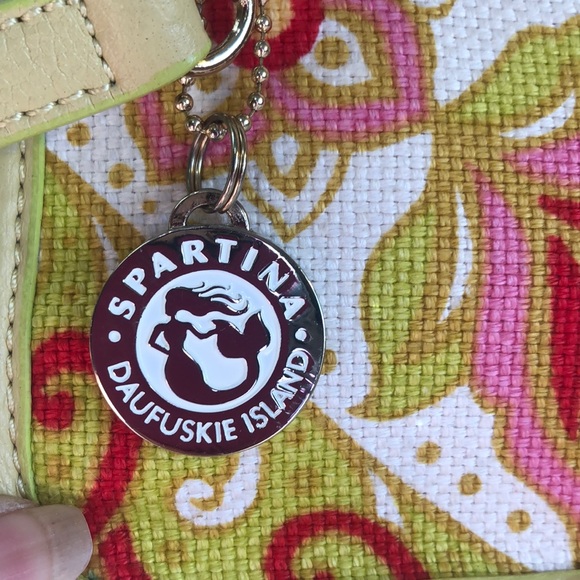 • SPARTINA •
DAUFUSKIE ISLAND